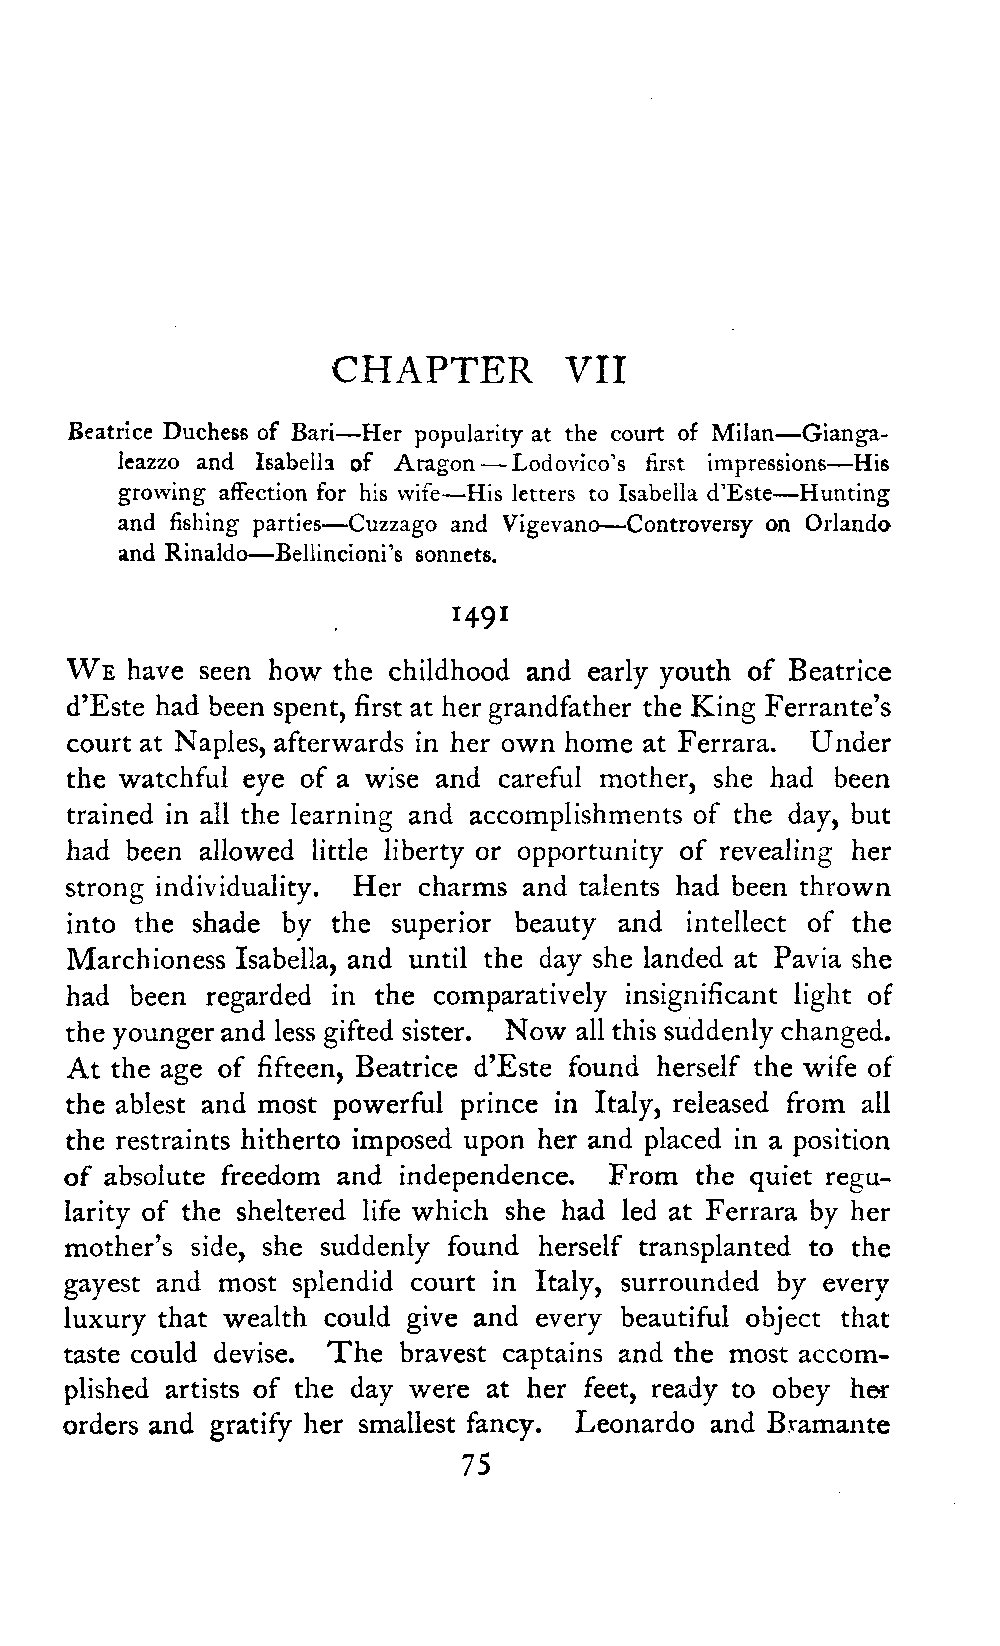 CHAPTER VII
Beatrice Duchess of Bari—Her popularity at the court of Milan—Gianga-
leazzo and Isabella of Aragon—Lodovico's first impressions—His
growing affection for his wife—His letters to Isabella d'Este—Hunting
and fishing parties—Cuzzago and Vigevano—Controversy on Orlando
and Rinaldo—Bellincioni's sonnets.
1491
WE have seen how the childhood and early youth of Beatrice
d'Este had been spent, first at her grandfather the King Ferrante's
court at Naples, afterwards in her own home at Ferrara. Under
the watchful eye of a wise and careful mother, she had been
trained in all the learning and accomplishments of the day, but
had been allowed little liberty or opportunity of revealing her
strong individuality. Her charms and talents had been thrown
into the shade by the superior beauty and intellect of the
Marchioness Isabella, and until the day she landed at Pavia she
had been regarded in the comparatively insignificant light of
the younger and less gifted sister. Now all this suddenly changed.
At the age of fifteen, Beatrice d'Este found herself the wife of
the ablest and most powerful prince in Italy, released from all
the restraints hitherto imposed upon her and placed in a position
of absolute freedom and independence. From the quiet regu-
larity of the sheltered life which she had led at Ferrara by her
mother's side, she suddenly found herself transplanted to the
gayest and most splendid court in Italy, surrounded by every
luxury that wealth could give and every beautiful object that
taste could devise. The bravest captains and the most accom-
plished artists of the day were at her feet, ready to obey her
orders and gratify her smallest fancy. Leonardo and Bramante
75